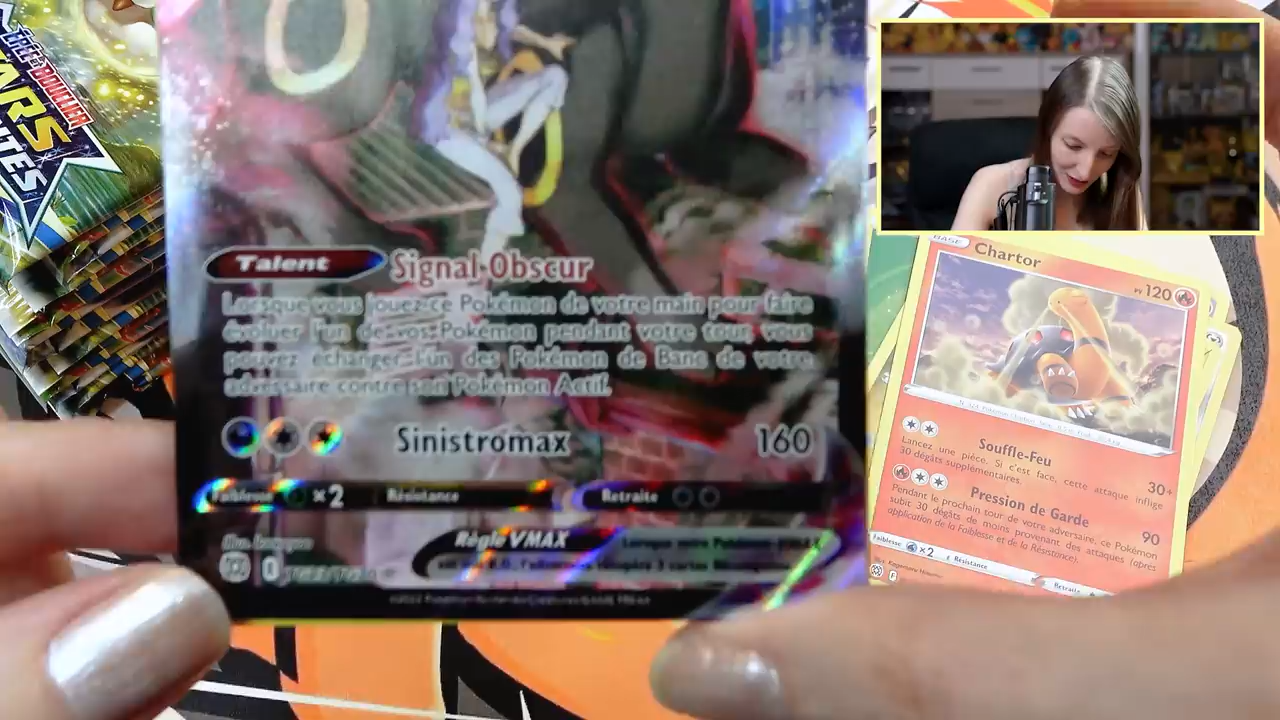 ÉPÉE et BOUCLIER
Talent
Signal Obscur
Lorsque vous jouez ce Pokémon de votre main pour faire
évoluer l'un de vos Pokémon pendant votre tour, vous
pouvez échanger l'un des Pokémon de Banc de votre
adversaire contre son Pokémon Actif.
Sinistromax 160
Faiblesse ×2 Résistance Retraite
Règle VMAX
BASE
Chartor
PV 120
Souffle-Feu
30+
Lancez une pièce. Si c'est face, cette attaque inflige
30 dégâts supplémentaires.
Pression de Garde
90
Pendant le prochain tour de votre adversaire, ce Pokémon
subit 30 dégâts de moins provenant des attaques (après
application de la Faiblesse et de la Résistance).
Faiblesse ×2 Résistance Retraite
F